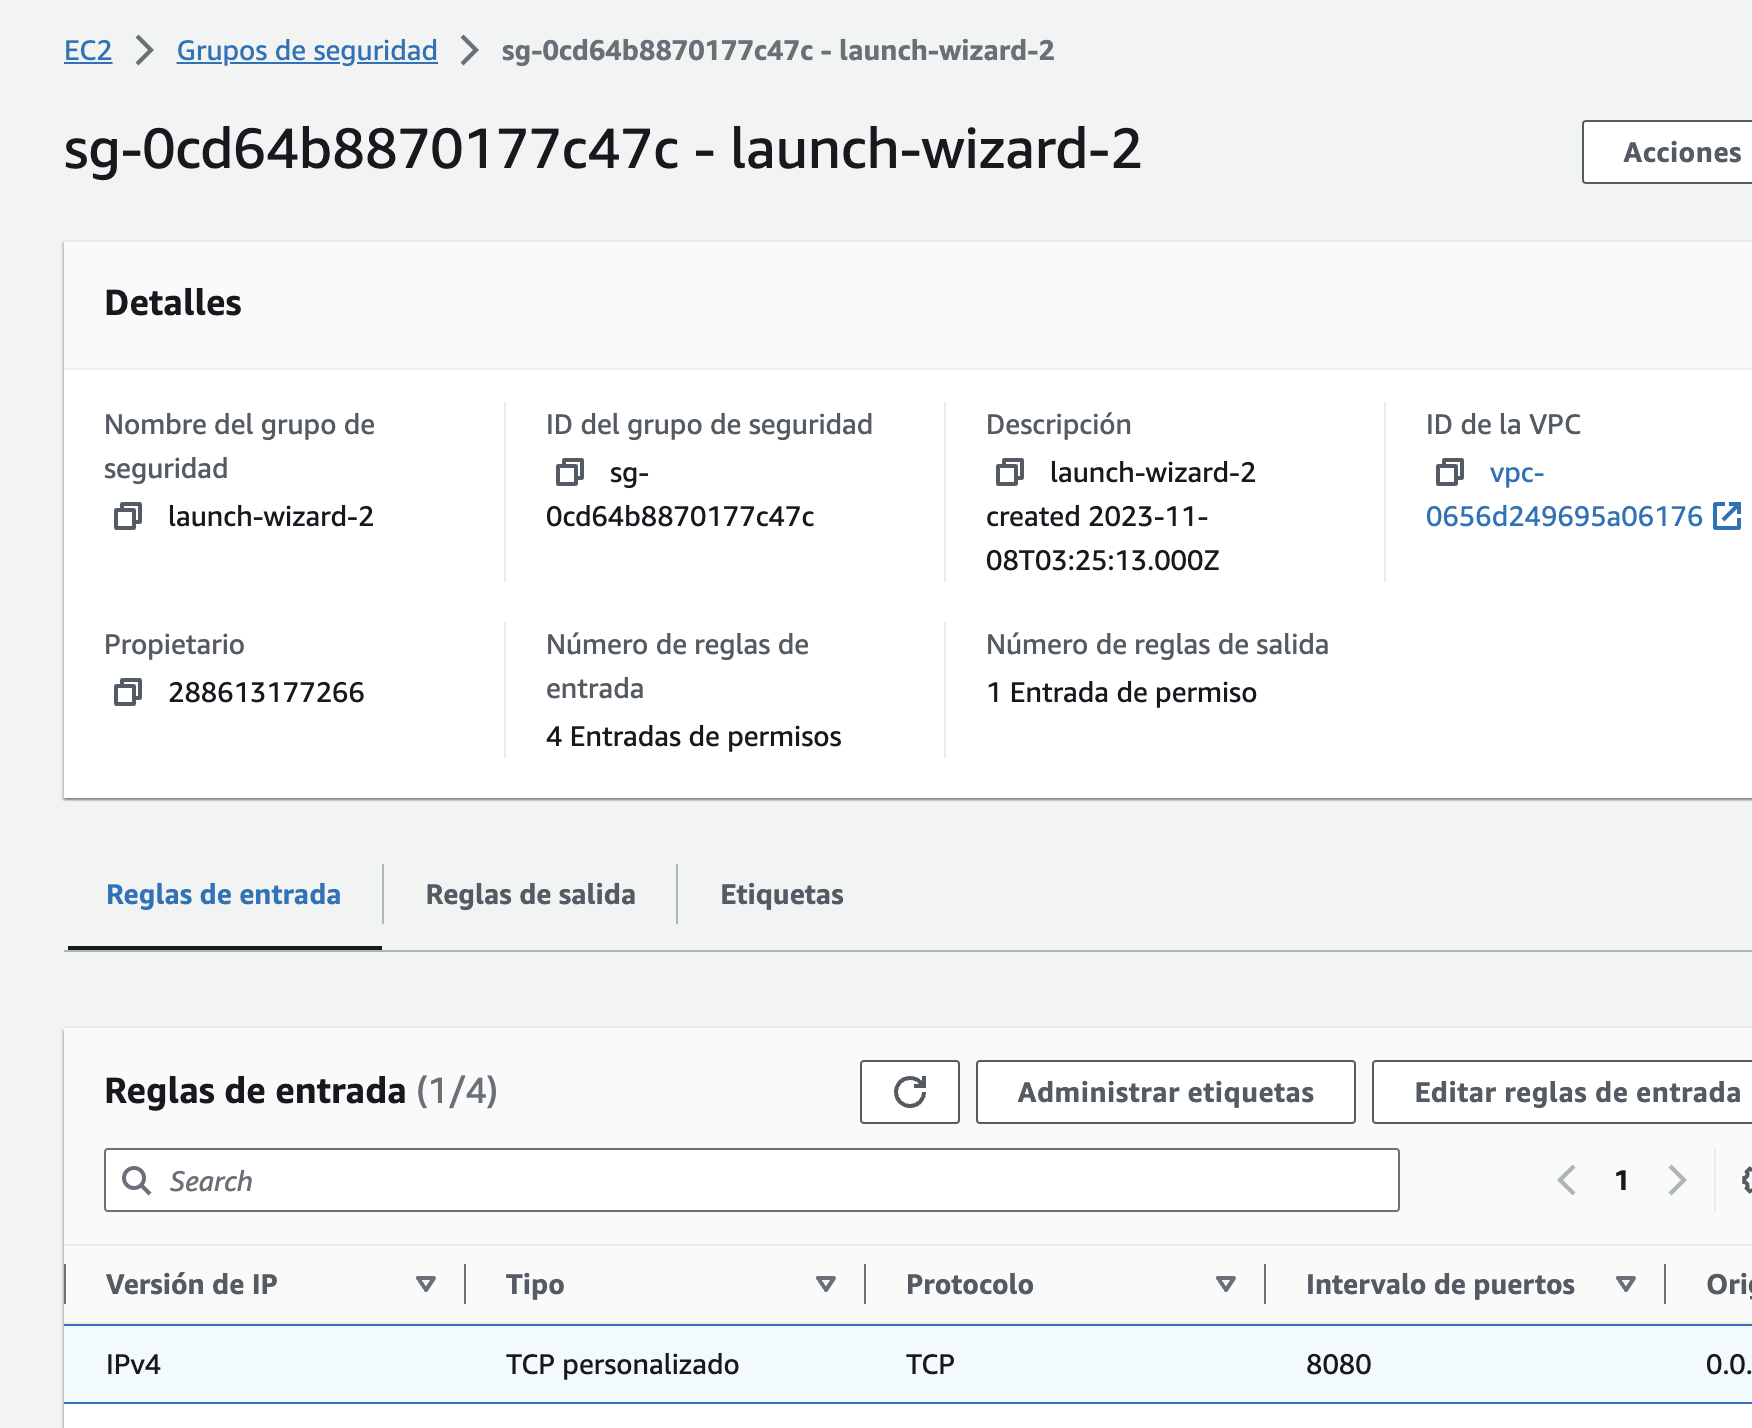 EC2 > Grupos de seguridad > sg-0cd64b8870177c47c - launch-wizard-2
sg-0cd64b8870177c47c - launch-wizard-2
Acciones
Detalles
Nombre del grupo de
seguridad
launch-wizard-2
ID del grupo de seguridad
sg-
0cd64b8870177c47c
Descripción
launch-wizard-2
created 2023-11-
08T03:25:13.000Z
ID de la VPC
vpc-
0656d249695a06176
Propietario
288613177266
Número de reglas de
entrada
4 Entradas de permisos
Número de reglas de salida
1 Entrada de permiso
Reglas de entrada
Reglas de salida
Etiquetas
Reglas de entrada (1/4)
Administrar etiquetas
Editar reglas de entrada
Search
1
Versión de IP
Tipo
Protocolo
Intervalo de puertos
IPv4
TCP personalizado
TCP
8080